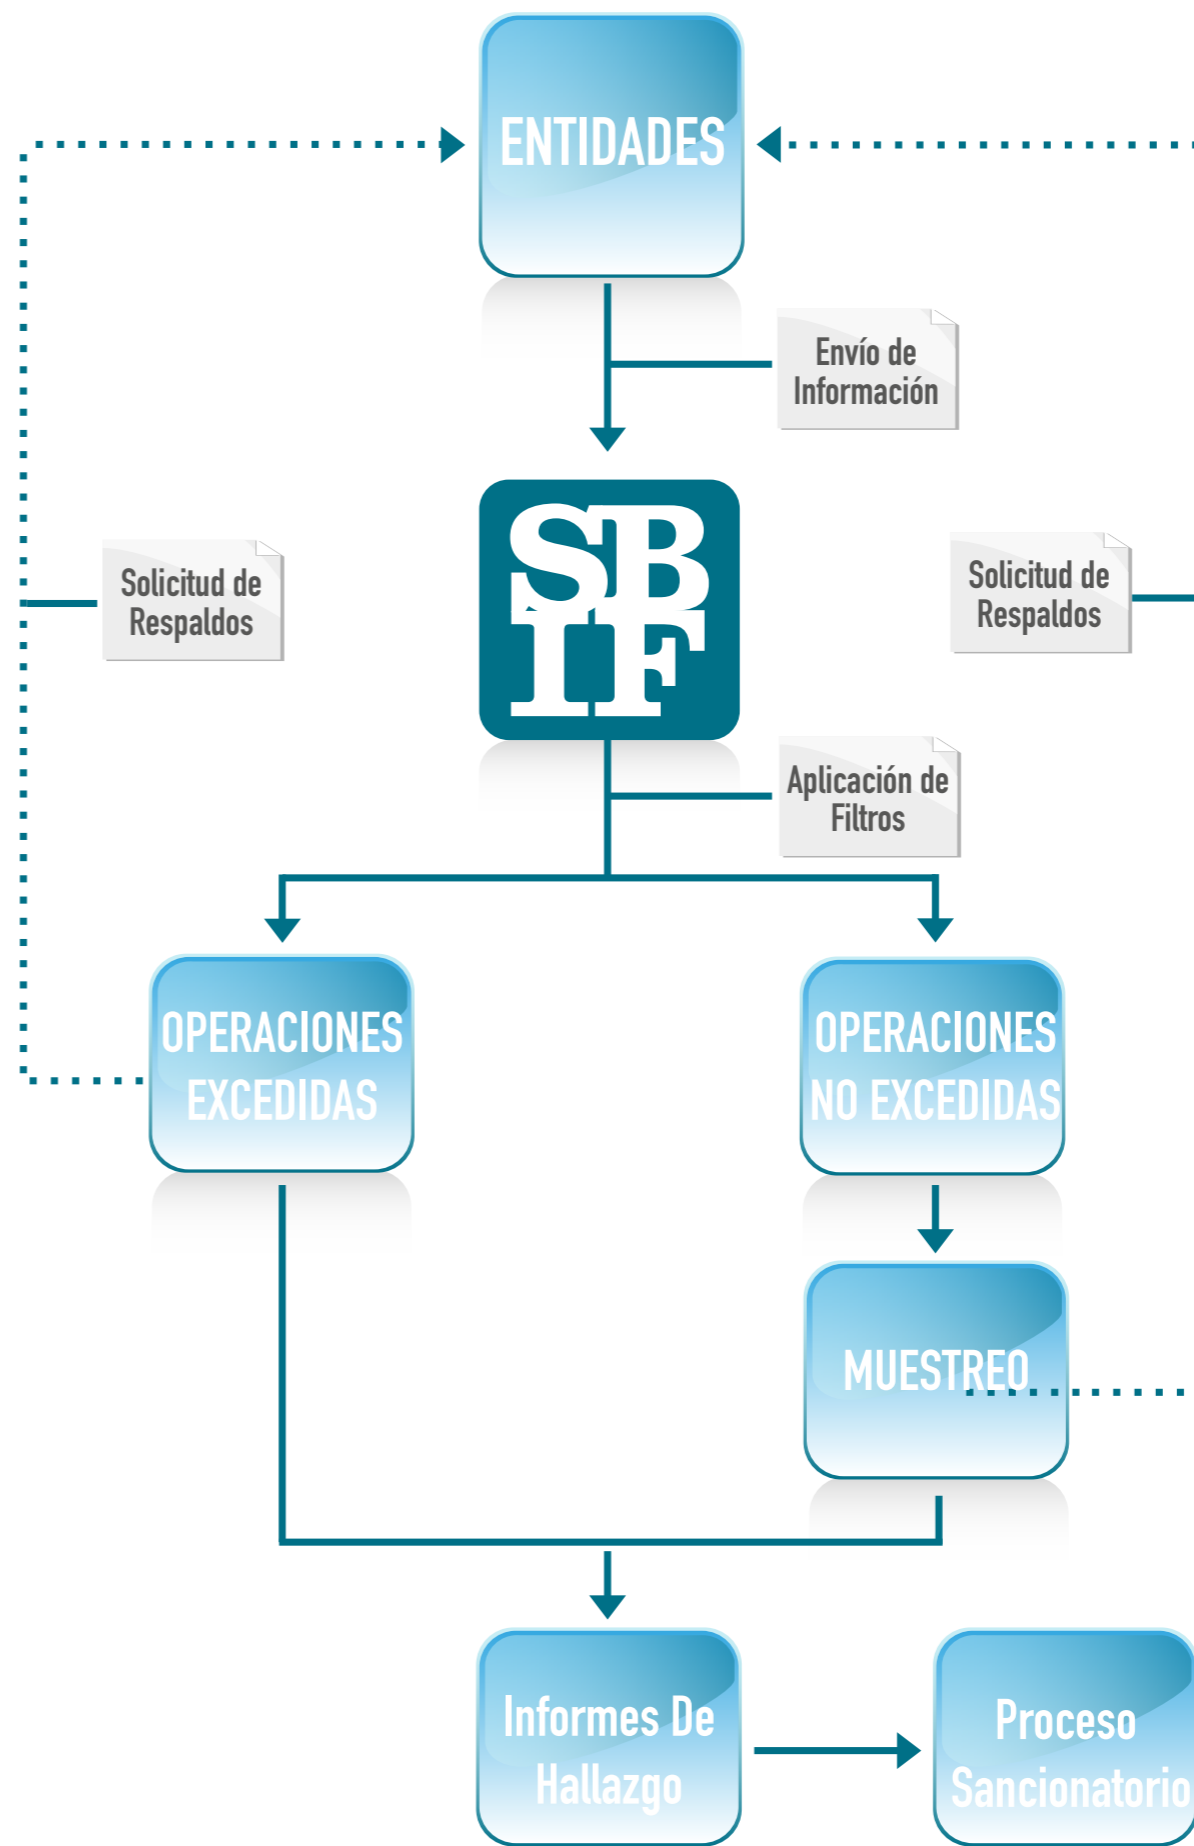 ENTIDADES
Envío de
Información
SB
IF
Solicitud de
Respaldos
Solicitud de
Respaldos
Aplicación de
Filtros
OPERACIONES
EXCEDIDAS
OPERACIONES
NO EXCEDIDAS
MUESTREO
Informes De
Hallazgo
Proceso
Sancionatorio